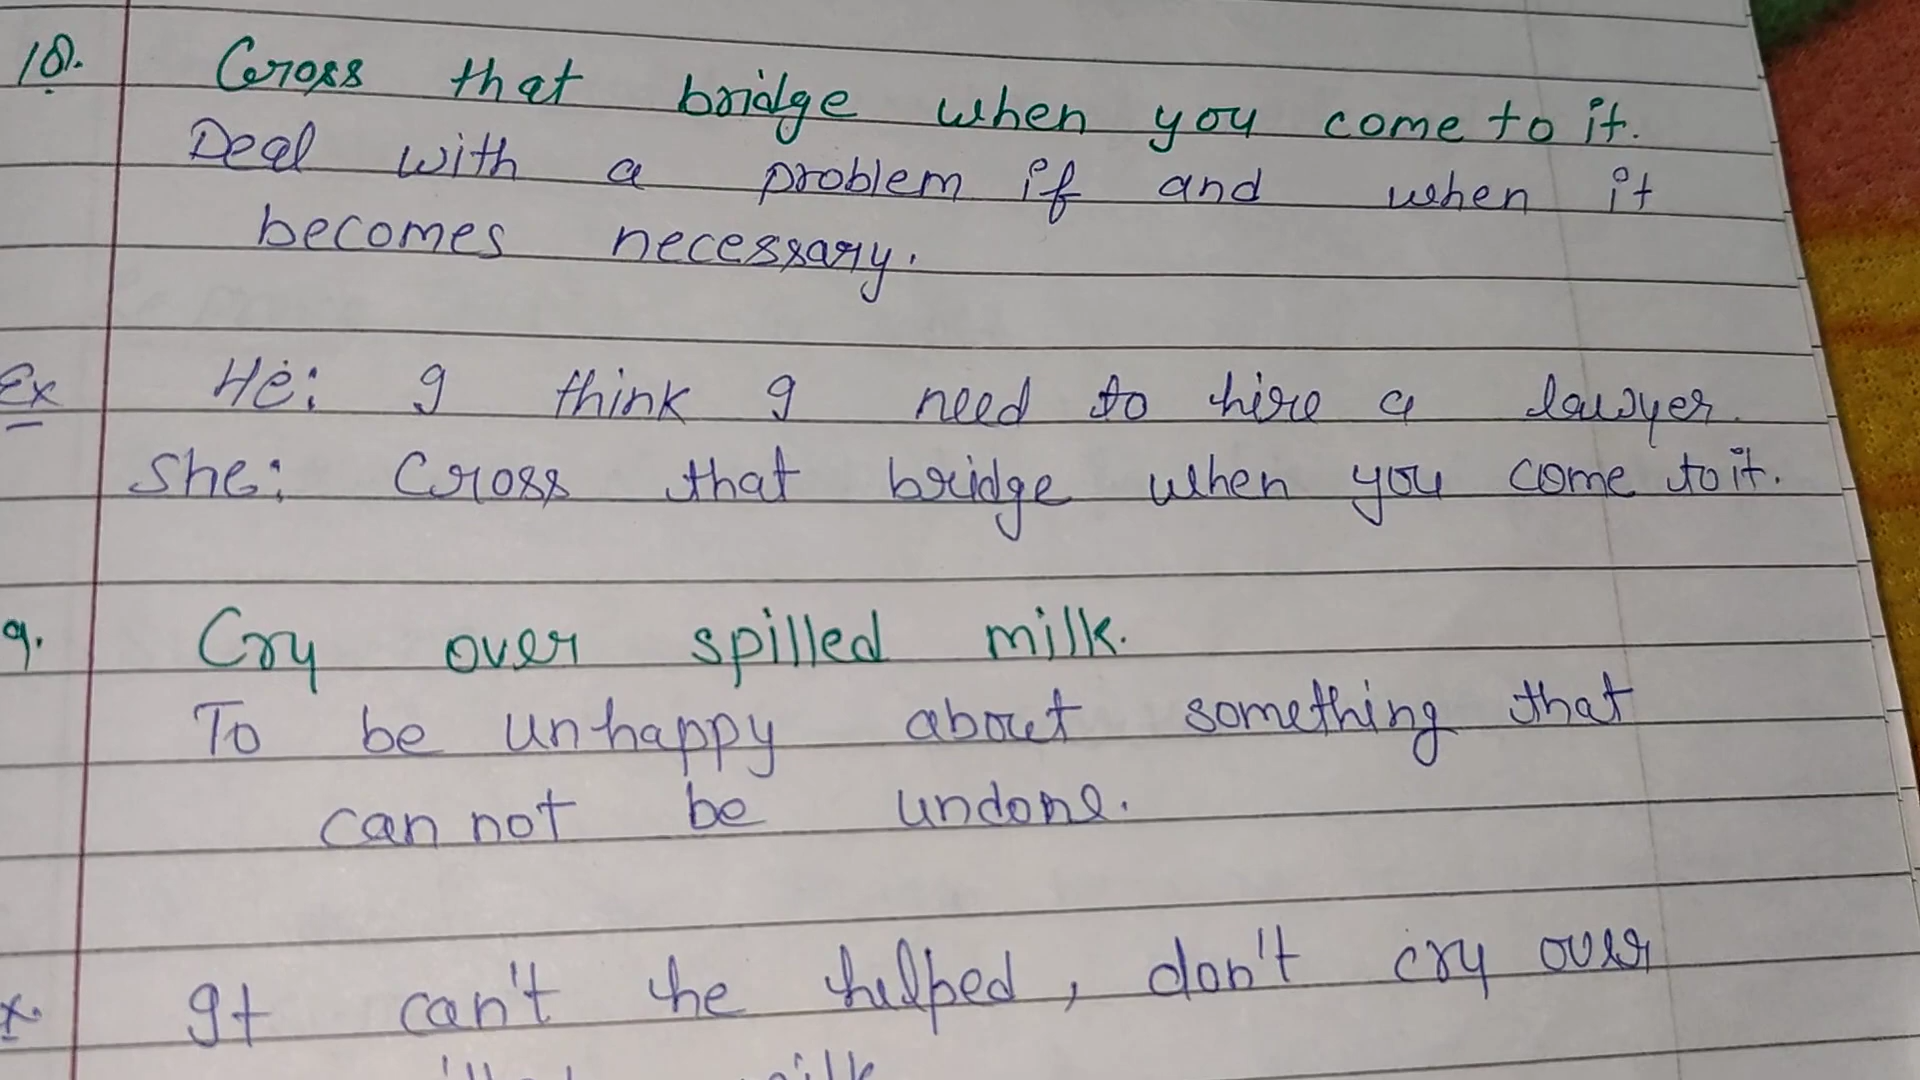 18. Cross that bridge when you come to it.
Deal with a problem if and when it
becomes necessary.
Ex He: I think I need to hire a lawyer.
She: Cross that bridge when you come to it.
9. Cry over spilled milk.
To be unhappy about something that
can not be undone.
It can't he helped, don't cry over